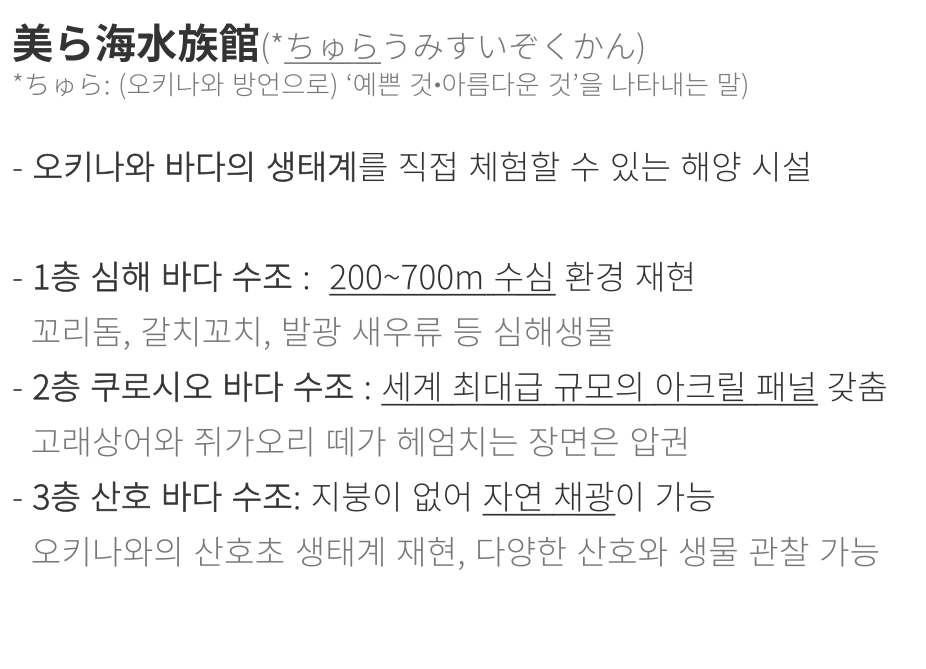 美ら海水族館(*ちゅらうみすいぞくかん)
*ちゅら: (오키나와 방언으로) ‘예쁜 것•아름다운 것’을 나타내는 말)
- 오키나와 바다의 생태계를 직접 체험할 수 있는 해양 시설
- 1층 심해 바다 수조 : 200~700m 수심 환경 재현
꼬리돔, 갈치꼬치, 발광 새우류 등 심해생물
- 2층 쿠로시오 바다 수조 : 세계 최대급 규모의 아크릴 패널 갖춤
고래상어와 쥐가오리 떼가 헤엄치는 장면은 압권
- 3층 산호 바다 수조: 지붕이 없어 자연 채광이 가능
오키나와의 산호초 생태계 재현, 다양한 산호와 생물 관찰 가능